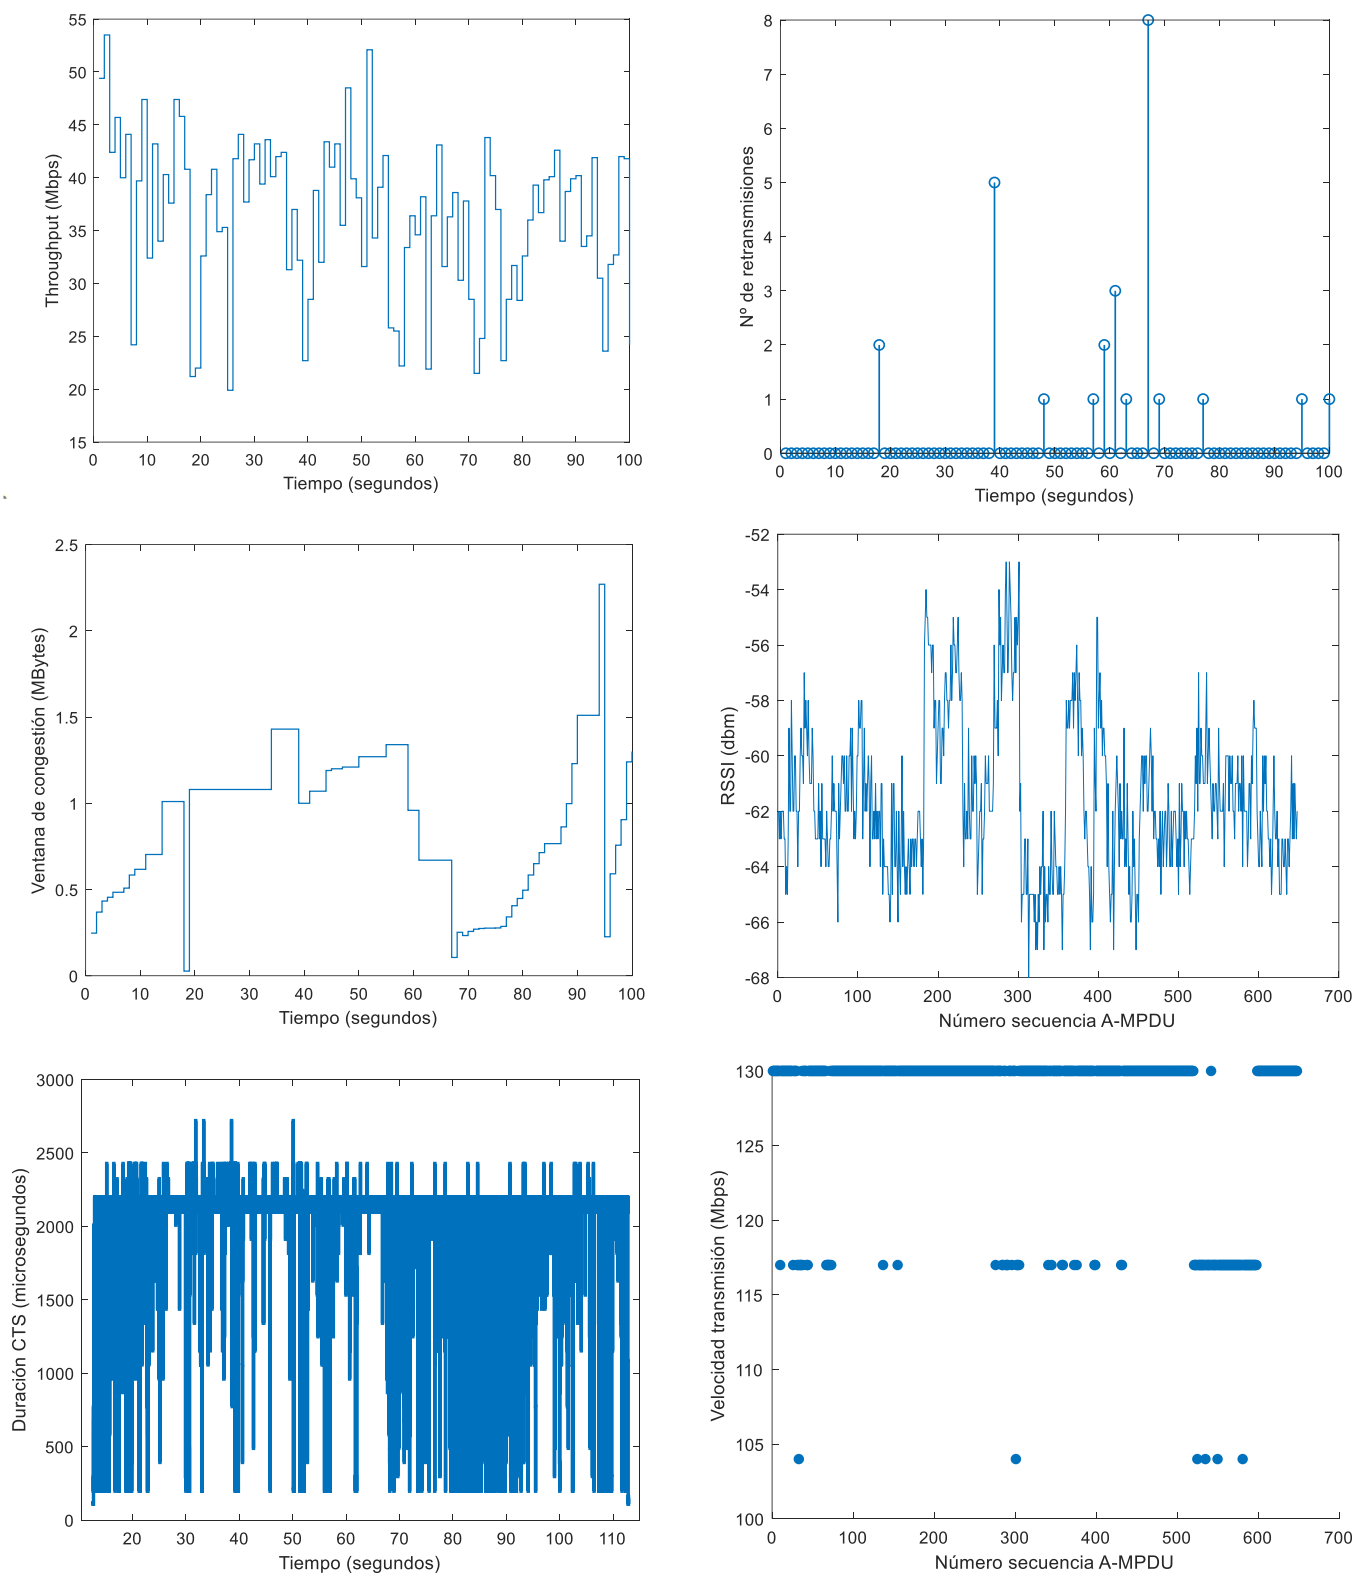 55
50
45
40
35
30
25
20
15
Throughput (Mbps)
0 10 20 30 40 50 60 70 80 90 100
Tiempo (segundos)
8
7
6
5
4
3
2
1
0
Nº de retransmisiones
0 10 20 30 40 50 60 70 80 90 100
Tiempo (segundos)
2.5
2
1.5
1
0.5
0
Ventana de congestión (MBytes)
0 10 20 30 40 50 60 70 80 90 100
Tiempo (segundos)
-52
-54
-56
-58
-60
-62
-64
-66
-68
RSSI (dbm)
0 100 200 300 400 500 600 700
Número secuencia A-MPDU
3000
2500
2000
1500
1000
500
0
Duración CTS (microsegundos)
20 30 40 50 60 70 80 90 100 110
Tiempo (segundos)
130
125
120
115
110
105
100
Velocidad transmisión (Mbps)
0 100 200 300 400 500 600 700
Número secuencia A-MPDU